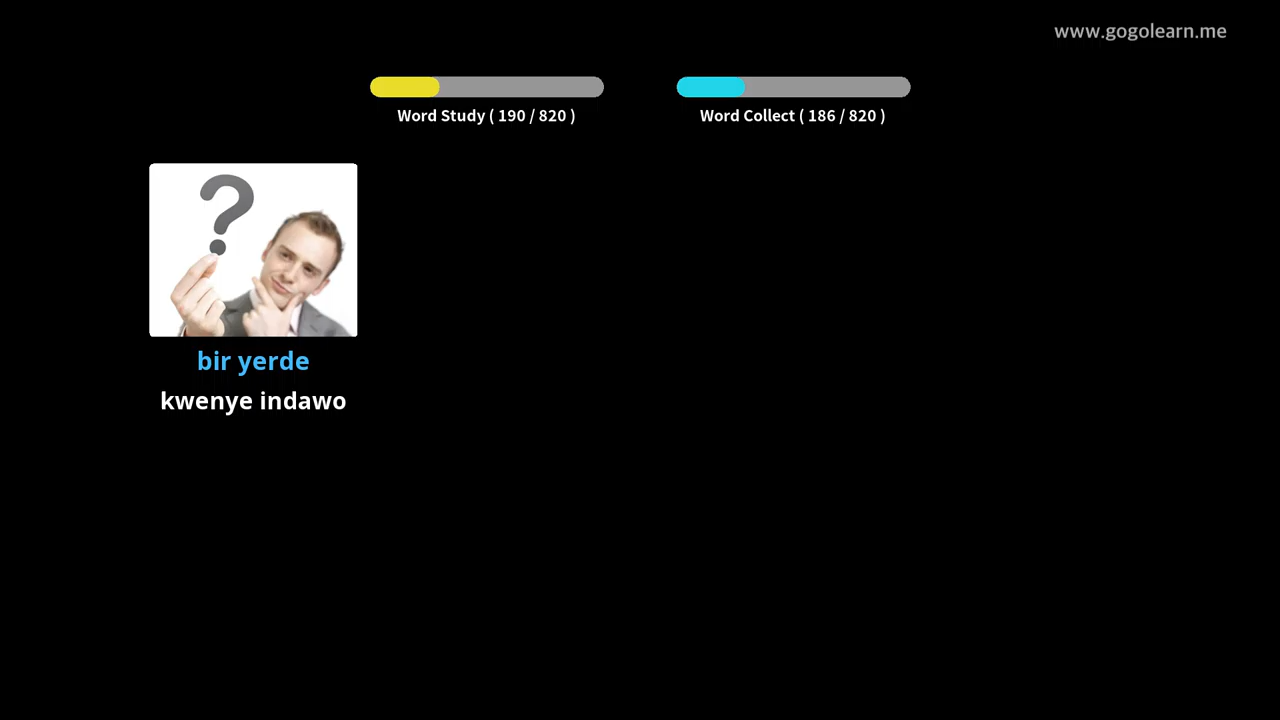 www.gogolearn.me
Word Study ( 190 / 820 )
Word Collect ( 186 / 820 )
?
bir yerde
kwenye indawo